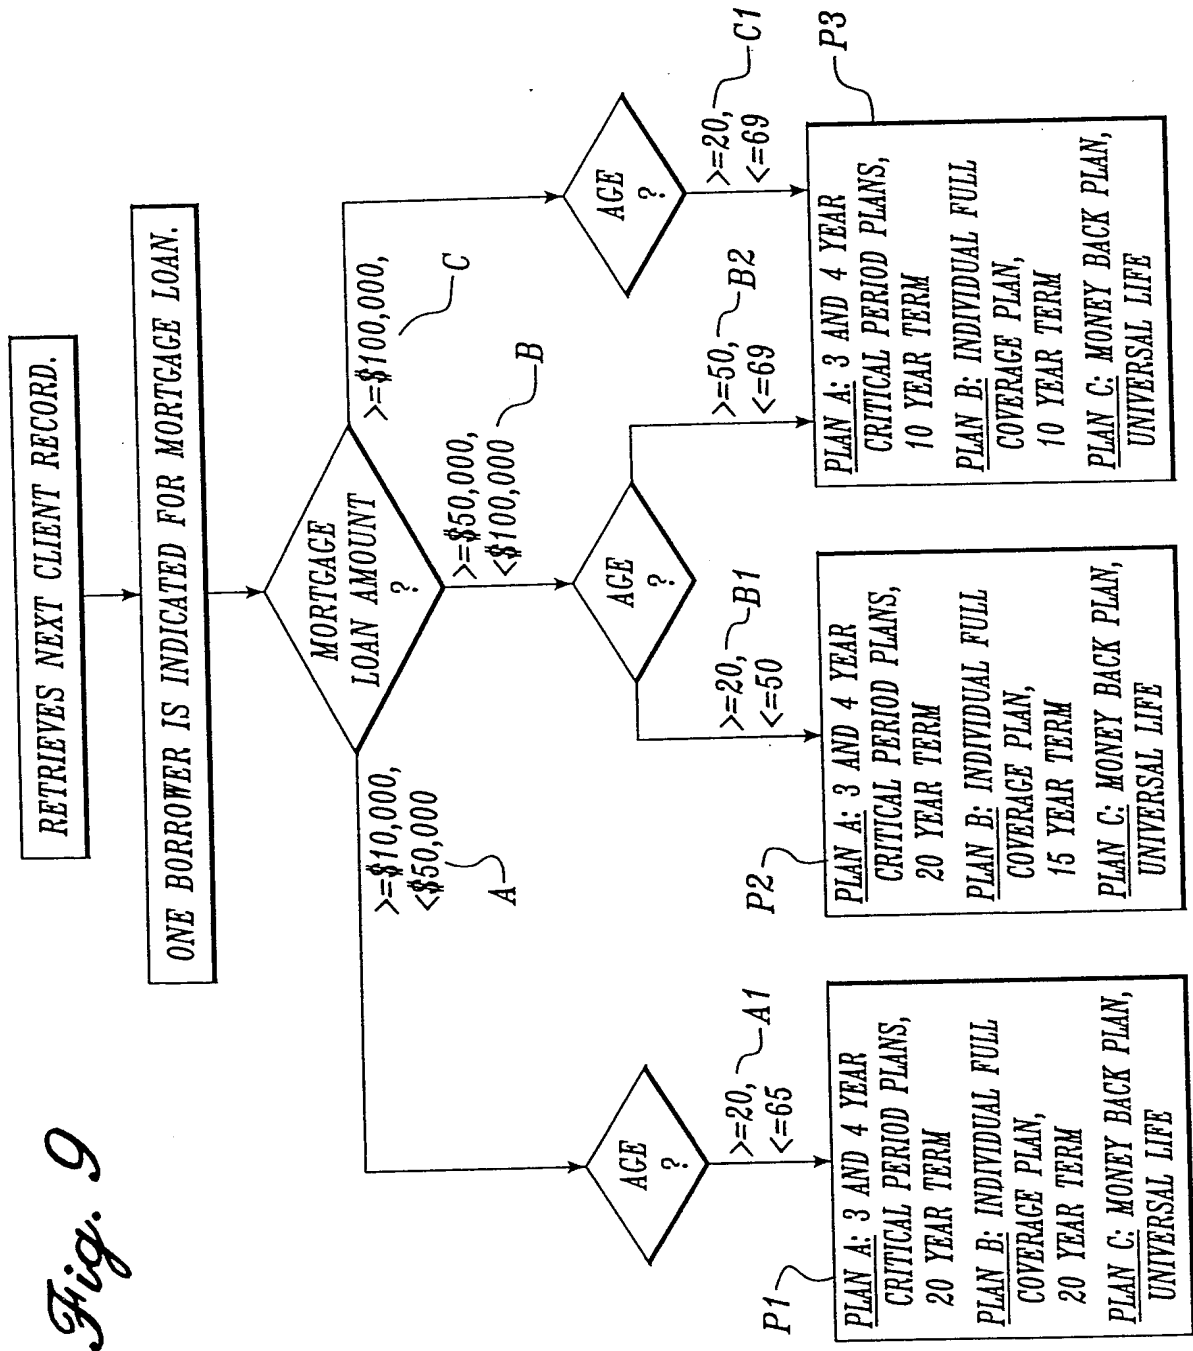 Fig. 9
RETRIEVES NEXT CLIENT RECORD.
ONE BORROWER IS INDICATED FOR MORTGAGE LOAN.
MORTGAGE
LOAN AMOUNT
?
>=$10,000,
<$50,000
A
>=$50,000,
<$100,000
B
>=$100,000,
C
AGE
?
>=20,
<=65
A1
AGE
?
>=20,
<=50
B1
>=50,
<=69
B2
AGE
?
>=20,
<=69
C1
P1
PLAN A: 3 AND 4 YEAR
CRITICAL PERIOD PLANS,
20 YEAR TERM
PLAN B: INDIVIDUAL FULL
COVERAGE PLAN,
20 YEAR TERM
PLAN C: MONEY BACK PLAN,
UNIVERSAL LIFE
P2
PLAN A: 3 AND 4 YEAR
CRITICAL PERIOD PLANS,
20 YEAR TERM
PLAN B: INDIVIDUAL FULL
COVERAGE PLAN,
15 YEAR TERM
PLAN C: MONEY BACK PLAN,
UNIVERSAL LIFE
P3
PLAN A: 3 AND 4 YEAR
CRITICAL PERIOD PLANS,
10 YEAR TERM
PLAN B: INDIVIDUAL FULL
COVERAGE PLAN,
10 YEAR TERM
PLAN C: MONEY BACK PLAN,
UNIVERSAL LIFE